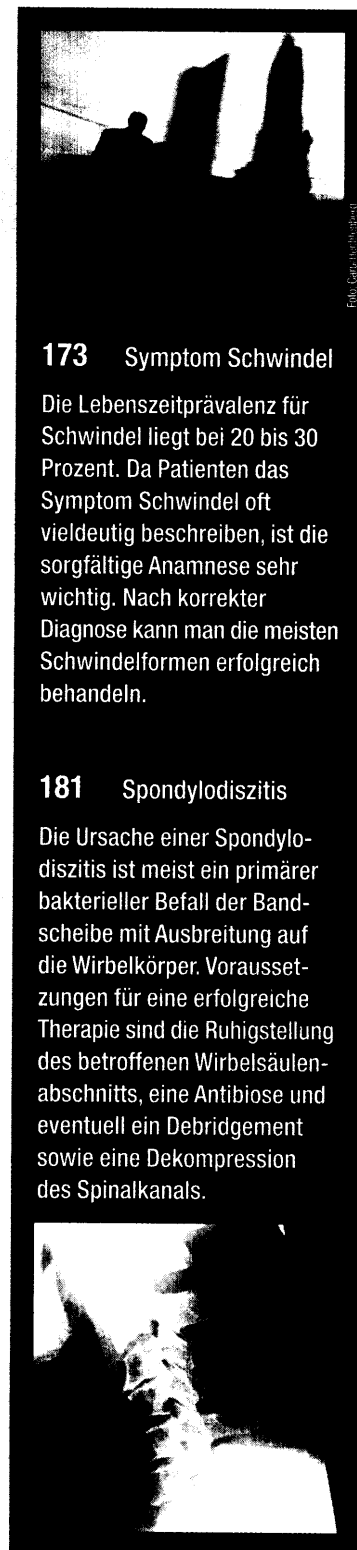 173 Symptom Schwindel
Die Lebenszeitprävalenz für
Schwindel liegt bei 20 bis 30
Prozent. Da Patienten das
Symptom Schwindel oft
vieldeutig beschreiben, ist die
sorgfältige Anamnese sehr
wichtig. Nach korrekter
Diagnose kann man die meisten
Schwindelformen erfolgreich
behandeln.
181 Spondylodiszitis
Die Ursache einer Spondylo-
diszitis ist meist ein primärer
bakterieller Befall der Band-
scheibe mit Ausbreitung auf
die Wirbelkörper. Vorausset-
zungen für eine erfolgreiche
Therapie sind die Ruhigstellung
des betroffenen Wirbelsäulen-
abschnitts, eine Antibiose und
eventuell ein Debridgement
sowie eine Dekompression
des Spinalkanals.